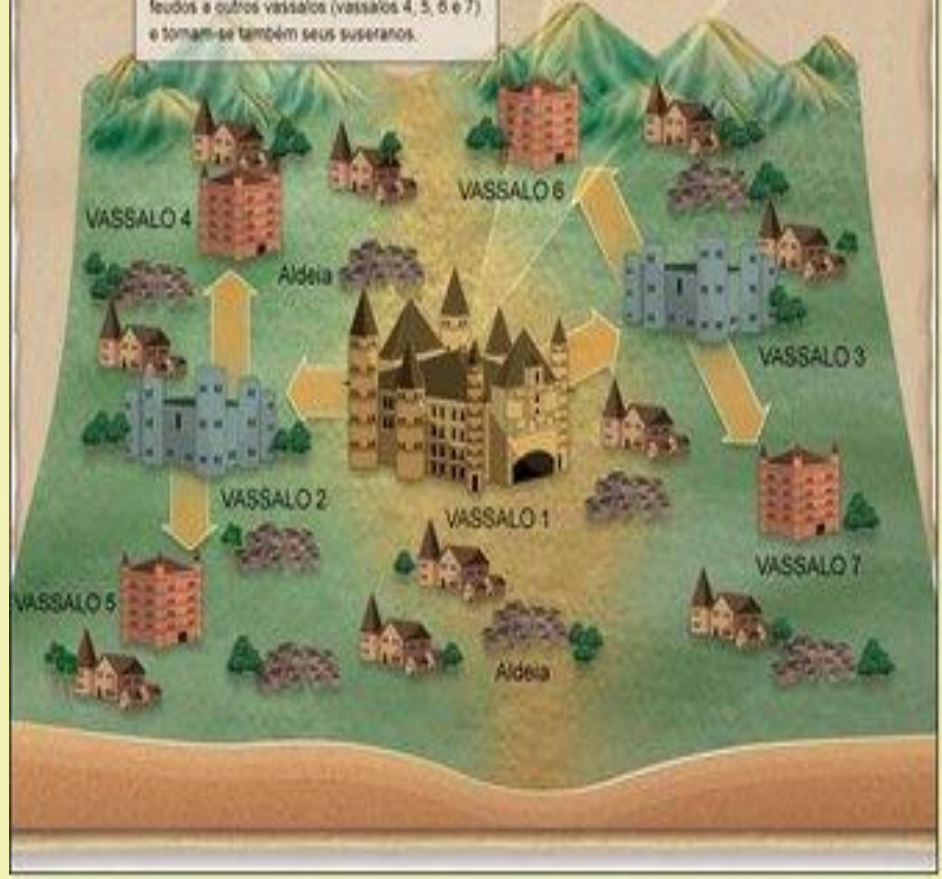 feudos a outros vassalos (vassalos 4, 5, 6 e 7)
e tornam-se também seus suseranos.
VASSALO 6
VASSALO 4
Aldeia
VASSALO 3
VASSALO 2
VASSALO 1
VASSALO 7
VASSALO 5
Aldeia